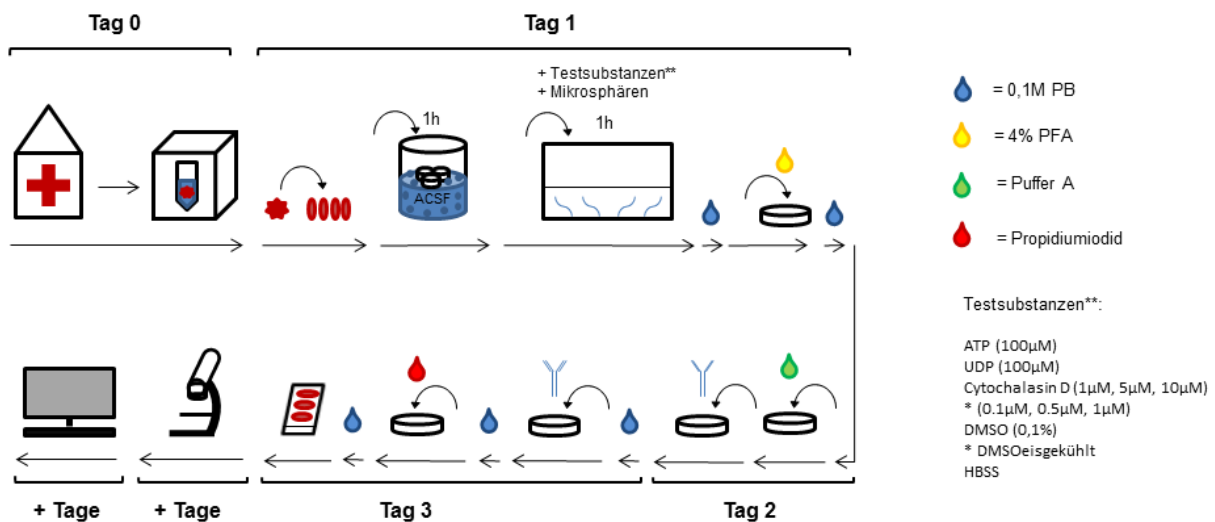 Tag 0
Tag 1
+ Testsubstanzen**
+ Mikrosphären
1h
1h
ACSF
= 0,1M PB
= 4% PFA
= Puffer A
= Propidiumiodid
Testsubstanzen**:
ATP (100µM)
UDP (100µM)
Cytochalasin D (1µM, 5µM, 10µM)
* (0.1µM, 0.5µM, 1µM)
DMSO (0,1%)
* DMSOeisgekühlt
HBSS
+ Tage
+ Tage
Tag 3
Tag 2